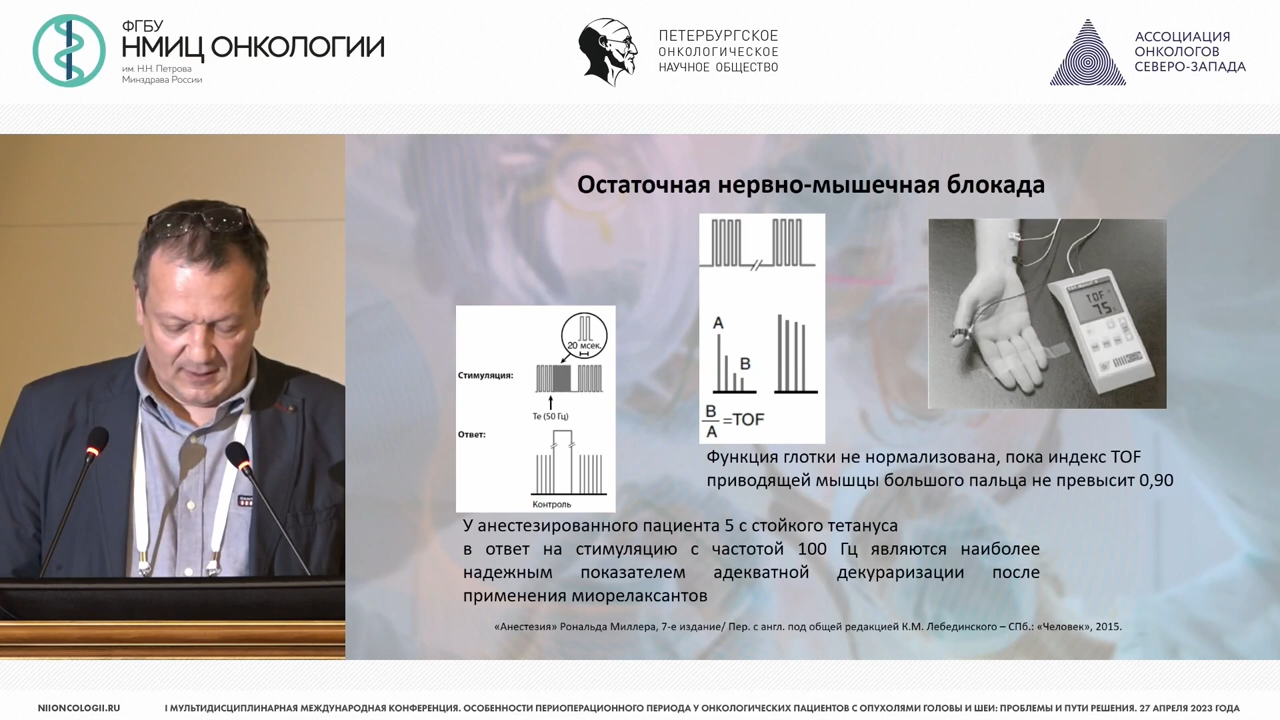 ФГБУ
НМИЦ ОНКОЛОГИИ
им. Н.Н. Петрова
Минздрава России
ПЕТЕРБУРГСКОЕ
ОНКОЛОГИЧЕСКОЕ
НАУЧНОЕ ОБЩЕСТВО
АССОЦИАЦИЯ
ОНКОЛОГОВ
СЕВЕРО-ЗАПАДА
Остаточная нервно-мышечная блокада
20 мсек.
Стимуляция:
Te (50 Гц)
Ответ:
Контроль
A
B
B
A
=TOF
TOF
75
Функция глотки не нормализована, пока индекс TOF
приводящей мышцы большого пальца не превысит 0,90
У анестезированного пациента 5 с стойкого тетануса
в ответ на стимуляцию с частотой 100 Гц являются наиболее
надежным показателем адекватной декураризации после
применения миорелаксантов
«Анестезия» Рональда Миллера, 7-е издание/ Пер. с англ. под общей редакцией К.М. Лебединского – СПб.: «Человек», 2015.
NIIONCOLOGII.RU
I МУЛЬТИДИСЦИПЛИНАРНАЯ МЕЖДУНАРОДНАЯ КОНФЕРЕНЦИЯ. ОСОБЕННОСТИ ПЕРИОПЕРАЦИОННОГО ПЕРИОДА У ОНКОЛОГИЧЕСКИХ ПАЦИЕНТОВ С ОПУХОЛЯМИ ГОЛОВЫ И ШЕИ: ПРОБЛЕМЫ И ПУТИ РЕШЕНИЯ. 27 АПРЕЛЯ 2023 ГОДА